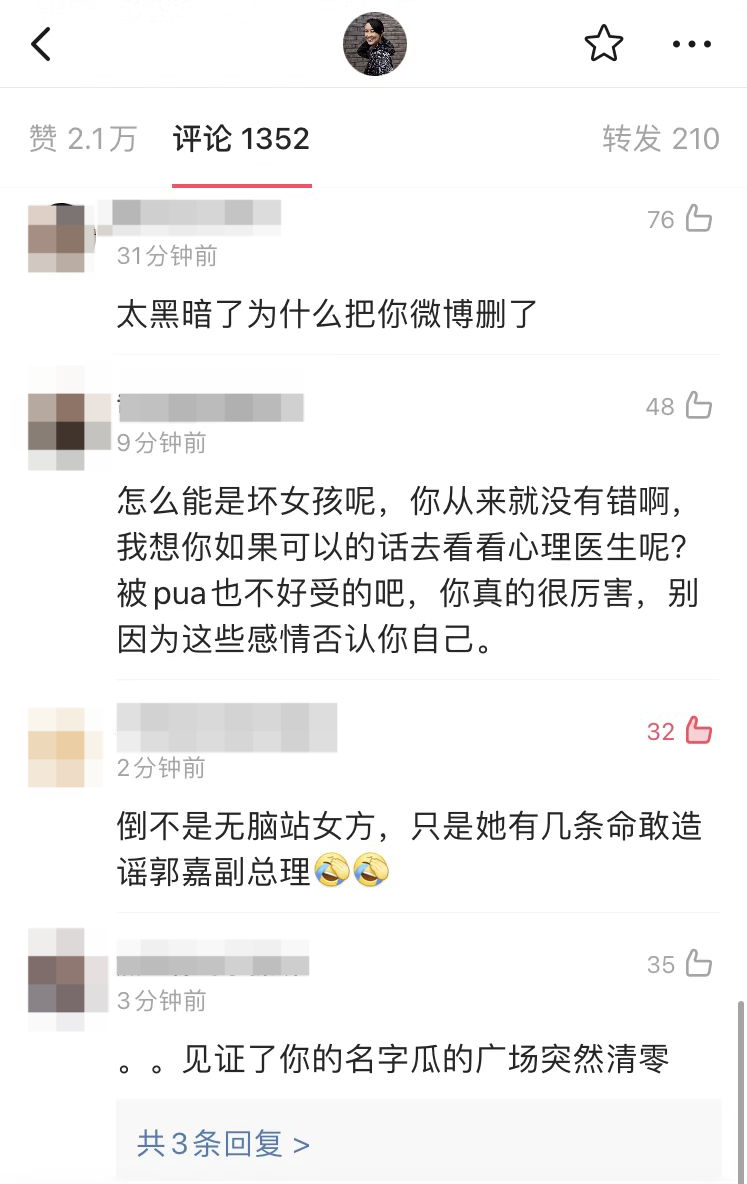 赞 2.1万 评论 1352 转发 210
76
31分钟前
太黑暗了为什么把你微博删了
48
9分钟前
怎么能是坏女孩呢，你从来就没有错啊，
我想你如果可以的话去看看心理医生呢?
被pua也不好受的吧，你真的很厉害，别
因为这些感情否认你自己。
32
2分钟前
倒不是无脑站女方，只是她有几条命敢造
谣郭嘉副总理🤣🤣
35
3分钟前
。。见证了你的名字瓜的广场突然清零
共3条回复 >